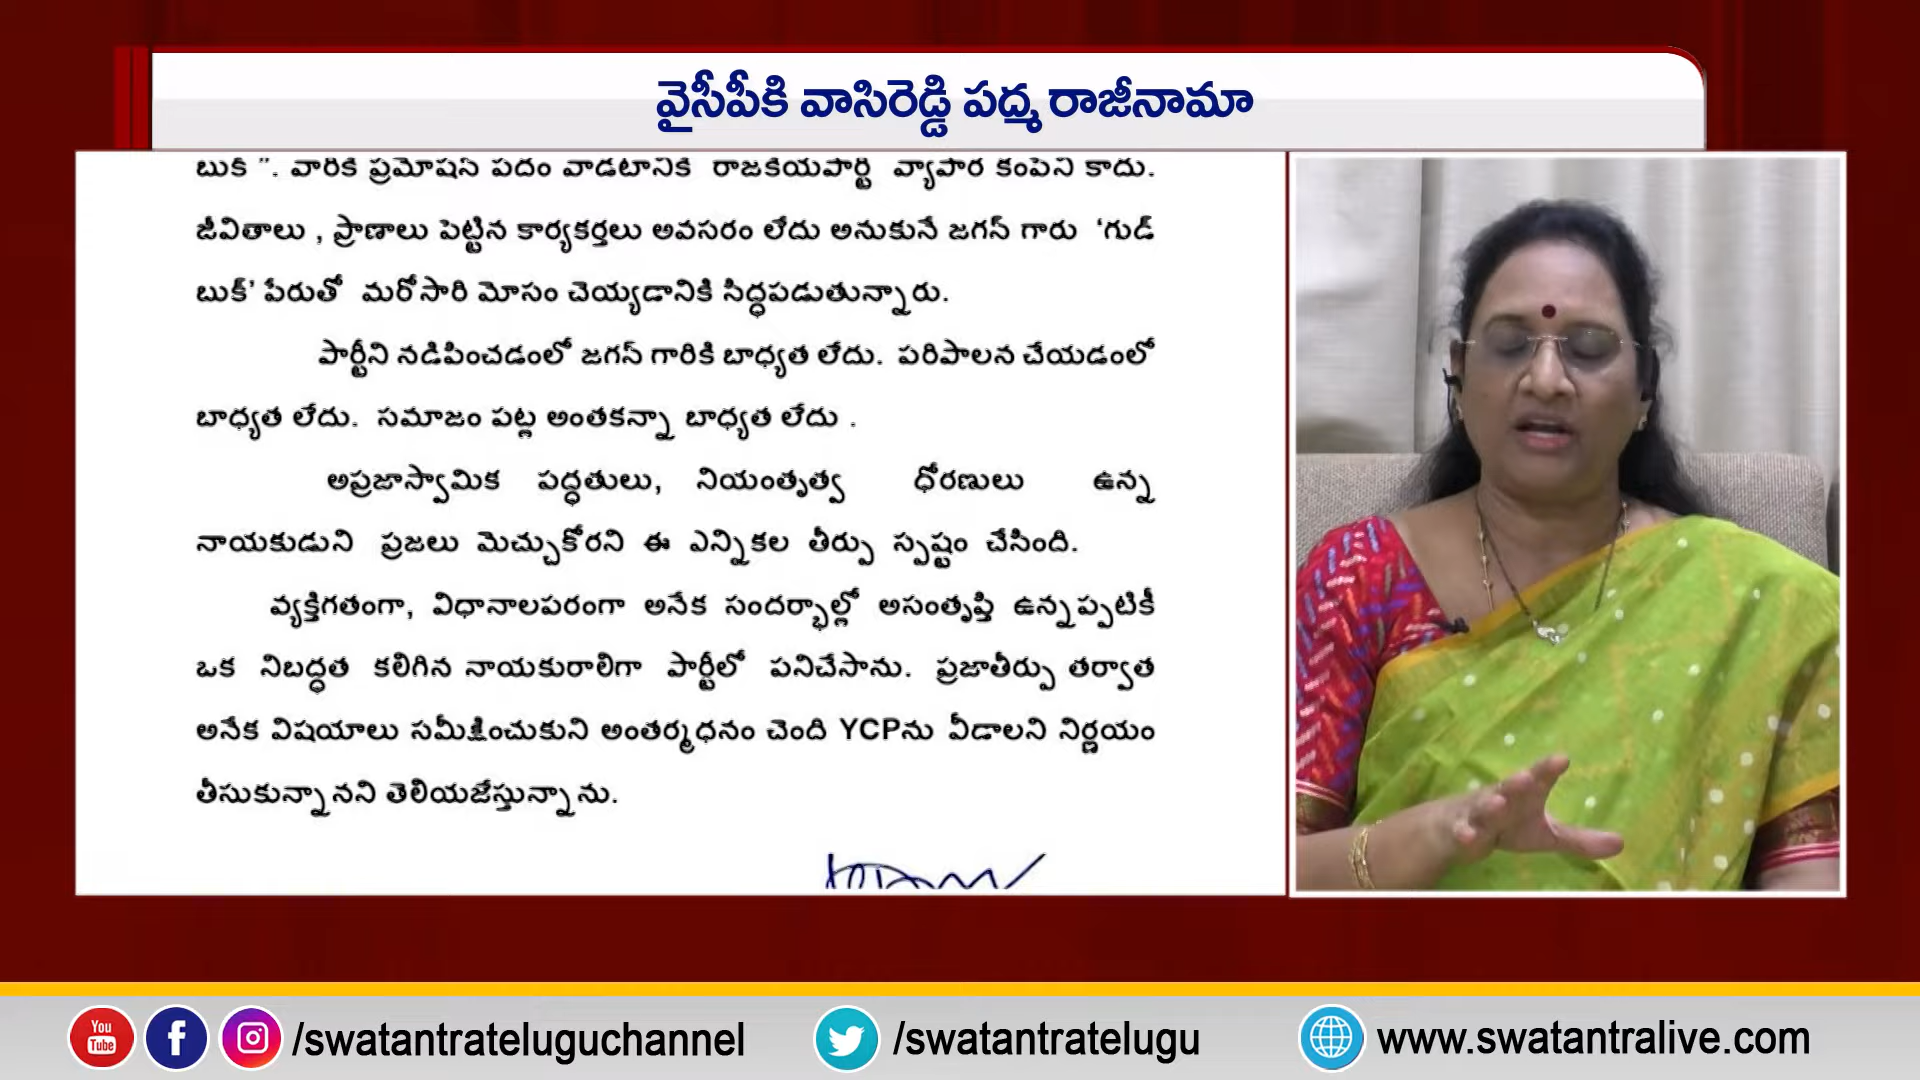 వైసీపీకి వాసిరెడ్డి పద్మ రాజీనామా
బుక్ ”. వారికి ప్రమోషన్ పదం వాడటానికి రాజకీయపార్టీ వ్యాపార కంపెనీ కాదు.
జీవితాలు , ప్రాణాలు పెట్టిన కార్యకర్తలు అవసరం లేదు అనుకునే జగన్ గారు ‘గుడ్
బుక్’ పేరుతో మరోసారి మోసం చెయ్యడానికి సిద్ధపడుతున్నారు.
పార్టీని నడిపించడంలో జగన్ గారికి బాధ్యత లేదు. పరిపాలన చేయడంలో
బాధ్యత లేదు. సమాజం పట్ల అంతకన్నా బాధ్యత లేదు .
అప్రజాస్వామిక పద్ధతులు, నియంతృత్వ ధోరణులు ఉన్న
నాయకుడుని ప్రజలు మెచ్చుకోరని ఈ ఎన్నికల తీర్పు స్పష్టం చేసింది.
వ్యక్తిగతంగా, విధానాలపరంగా అనేక సందర్భాల్లో అసంతృప్తి ఉన్నప్పటికీ
ఒక నిబద్ధత కలిగిన నాయకురాలిగా పార్టీలో పనిచేసాను. ప్రజాతీర్పు తర్వాత
అనేక విషయాలు సమీక్షించుకుని అంతర్మధనం చెంది YCPను వీడాలని నిర్ణయం
తీసుకున్నానని తెలియజేస్తున్నాను.
You Tube
/swatantrateluguchannel
/swatantratelugu
www.swatantralive.com